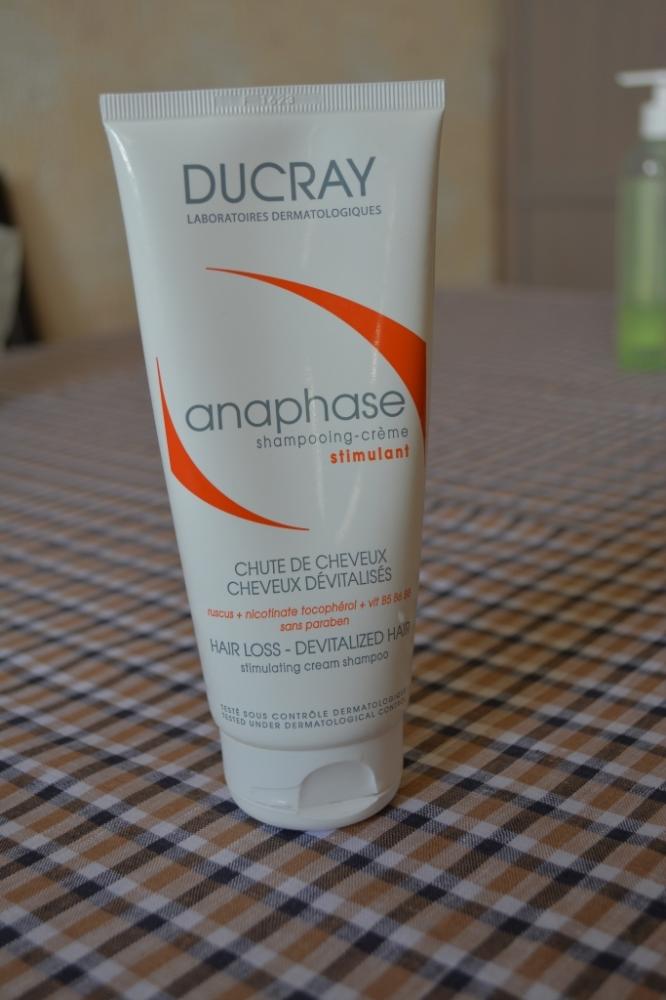 DUCRAY
LABORATOIRES DERMATOLOGIQUES
anaphase
shampooing-crème
stimulant
CHUTE DE CHEVEUX
CHEVEUX DÉVITALISÉS
ruscus + nicotinate tocophérol + vit B5 B6 B8
sans paraben
HAIR LOSS - DEVITALIZED HAIR
stimulating cream shampoo
TESTÉ SOUS CONTRÔLE DERMATOLOGIQUE
TESTED UNDER DERMATOLOGICAL CONTROL